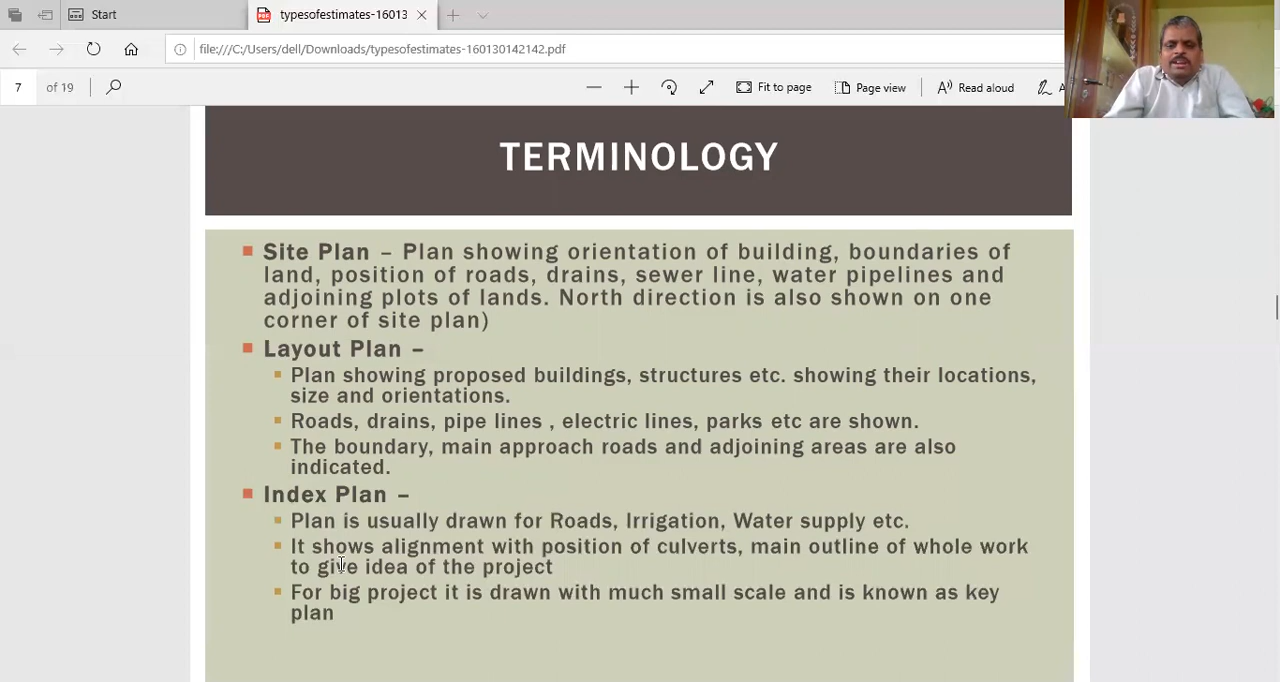 Start
typesofestimates-16013
file:///C:/Users/dell/Downloads/typesofestimates-160130142142.pdf
7 of 19
Fit to page
Page view
Read aloud
TERMINOLOGY
Site Plan – Plan showing orientation of building, boundaries of
land, position of roads, drains, sewer line, water pipelines and
adjoining plots of lands. North direction is also shown on one
corner of site plan)
Layout Plan –
Plan showing proposed buildings, structures etc. showing their locations,
size and orientations.
Roads, drains, pipe lines , electric lines, parks etc are shown.
The boundary, main approach roads and adjoining areas are also
indicated.
Index Plan –
Plan is usually drawn for Roads, Irrigation, Water supply etc.
It shows alignment with position of culverts, main outline of whole work
to give idea of the project
For big project it is drawn with much small scale and is known as key
plan